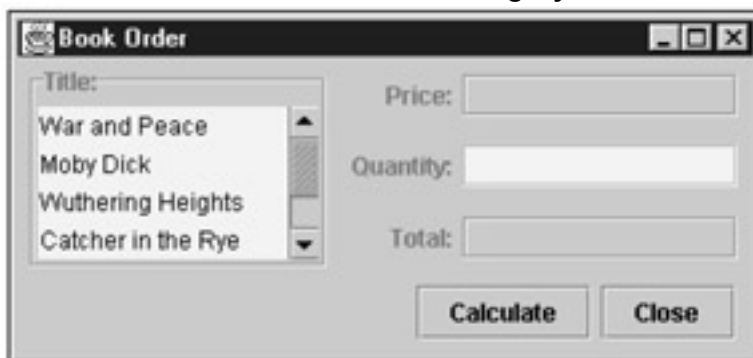 Book Order
Title:
War and Peace
Moby Dick
Wuthering Heights
Catcher in the Rye
Price:
Quantity:
Total:
Calculate
Close